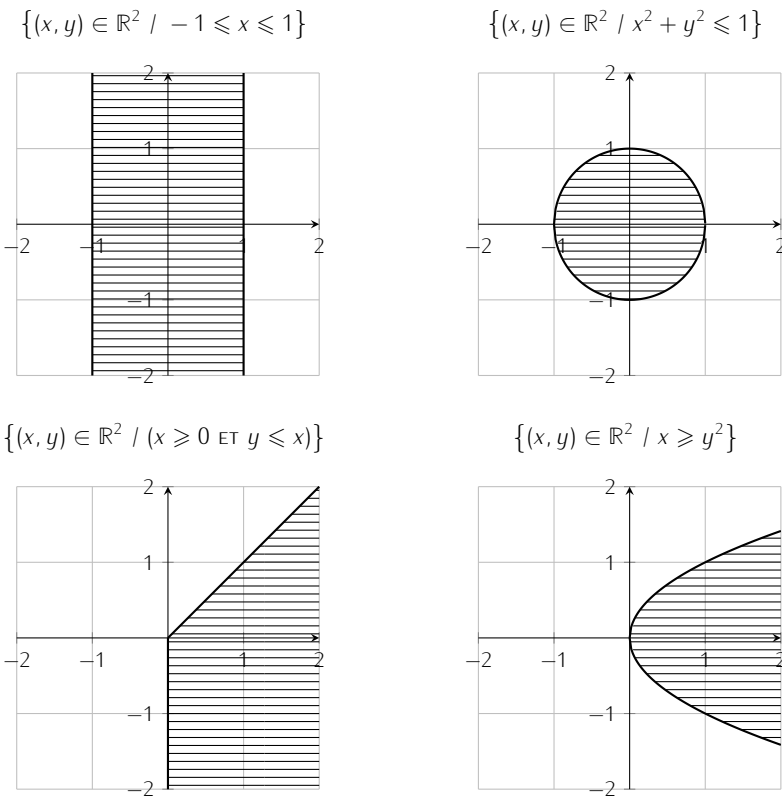 {(x, y) ∈ ℝ² / − 1 ⩽ x ⩽ 1}
{(x, y) ∈ ℝ² / x² + y² ⩽ 1}
2
1
−2 −1 1 2
−1
−2
2
1
−2 −1 1 2
−1
−2
{(x, y) ∈ ℝ² / (x ⩾ 0 ET y ⩽ x)}
{(x, y) ∈ ℝ² / x ⩾ y²}
2
1
−2 −1 1 2
−1
−2
2
1
−2 −1 1 2
−1
−2